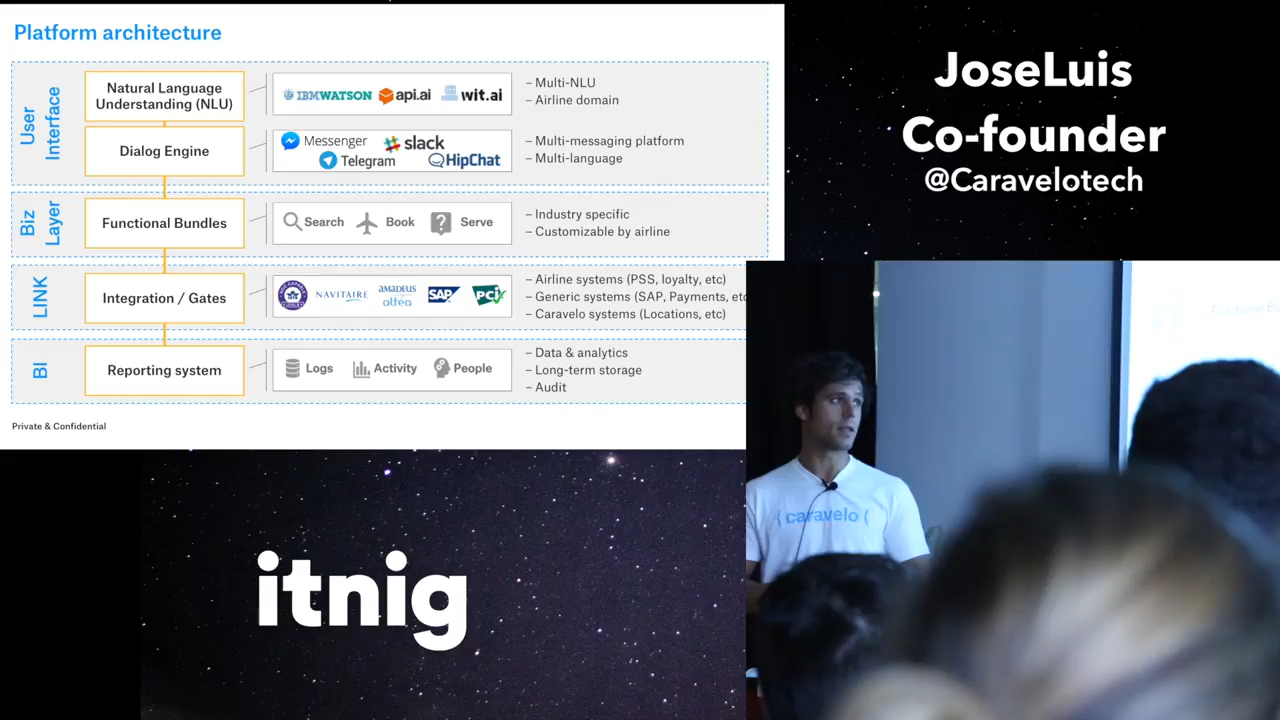 Platform architecture
User
Interface
Natural Language
Understanding (NLU)
IBMWATSON api.ai wit.ai
– Multi-NLU
– Airline domain
Dialog Engine
Messenger slack
Telegram HipChat
– Multi-messaging platform
– Multi-language
Biz
Layer
Functional Bundles
Search Book Serve
– Industry specific
– Customizable by airline
LINK
Integration / Gates
NAVITAIRE AMADEUS SAP PCi
altéa
– Airline systems (PSS, loyalty, etc)
– Generic systems (SAP, Payments, etc
– Caravelo systems (Locations, etc)
BI
Reporting system
Logs Activity People
– Data & analytics
– Long-term storage
– Audit
Private & Confidential
JoseLuis
Co-founder
@Caravelotech
( caravelo (
itnig